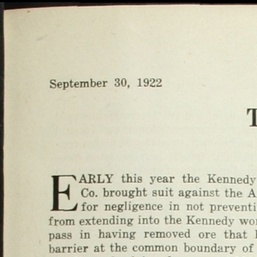 September 30, 1922
T
EARLY this year the Kennedy
Co. brought suit against the A
for negligence in not preventi
from extending into the Kennedy wo
pass in having removed ore that
barrier at the common boundary of